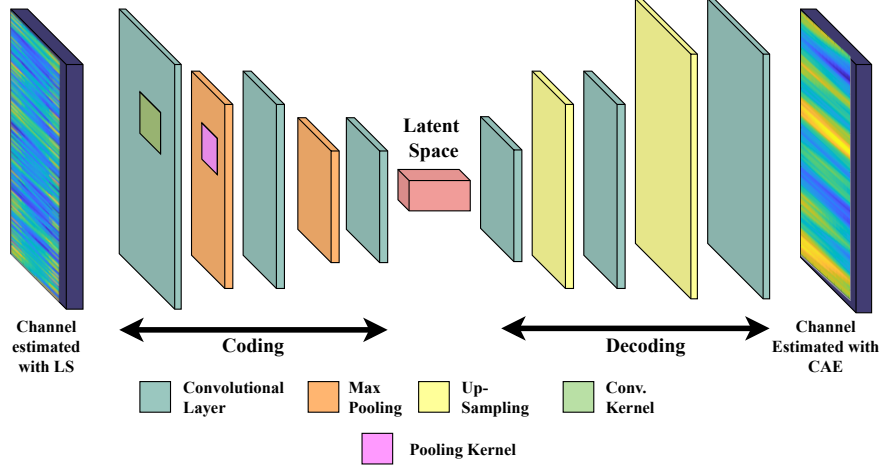 Latent
Space
Channel
estimated
with LS
Coding
Decoding
Channel
Estimated with
CAE
Convolutional
Layer
Max
Pooling
Up-
Sampling
Conv.
Kernel
Pooling Kernel